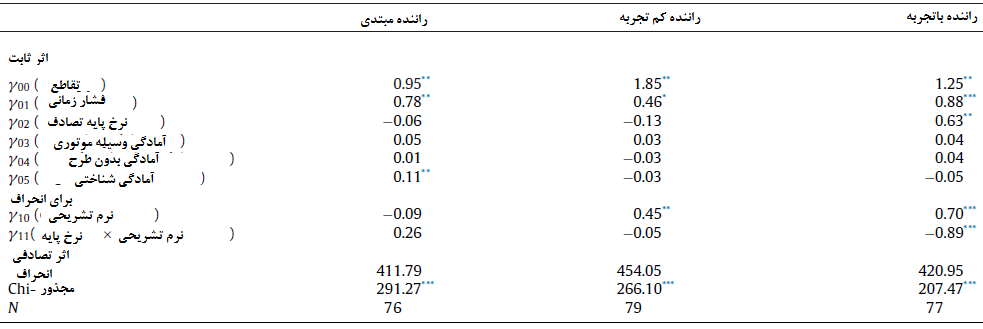 راننده مبتدی راننده کم تجربه راننده باتجربه
اثر ثابت
γ00 ( تقاطع ) 0.95** 1.85** 1.25**
γ01 ( فشار زمانی ) 0.78** 0.46* 0.88***
γ02 ( نرخ پایه تصادف ) −0.06 −0.13 0.63**
γ03 ( آمادگی وسیله موتوری ) 0.05 0.03 0.04
γ04 ( آمادگی بدون طرح ) 0.01 −0.03 0.04
γ05 ( آمادگی شناختی ) 0.11** −0.03 −0.05
برای انحراف
γ10 ( نرم تشریحی ) −0.09 0.45** 0.70***
γ11( نرم تشریحی × نرخ پایه ) 0.26 −0.05 −0.89***
اثر تصادفی
انحراف 411.79 454.05 420.95
Chi- مجذور 291.27*** 266.10*** 207.47***
N 76 79 77